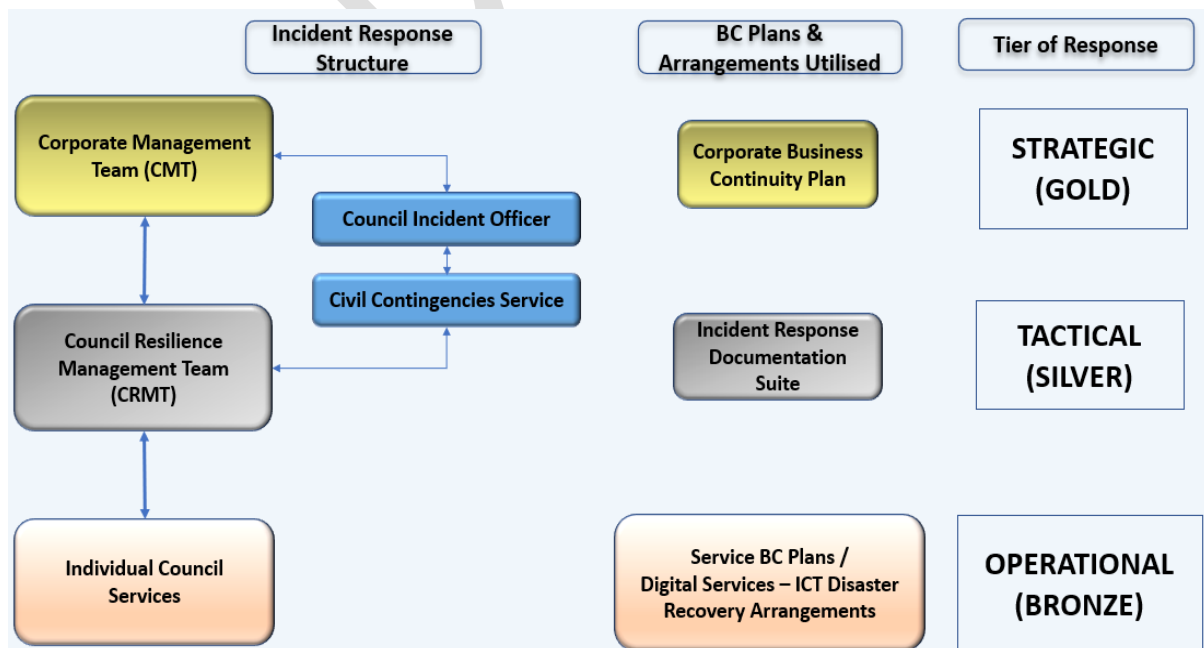 Incident Response
Structure
BC Plans &
Arrangements Utilised
Tier of Response
Corporate Management
Team (CMT)
Council Incident Officer
Civil Contingencies Service
Corporate Business
Continuity Plan
STRATEGIC
(GOLD)
Council Resilience
Management Team
(CRMT)
Incident Response
Documentation
Suite
TACTICAL
(SILVER)
Individual Council
Services
Service BC Plans /
Digital Services – ICT Disaster
Recovery Arrangements
OPERATIONAL
(BRONZE)